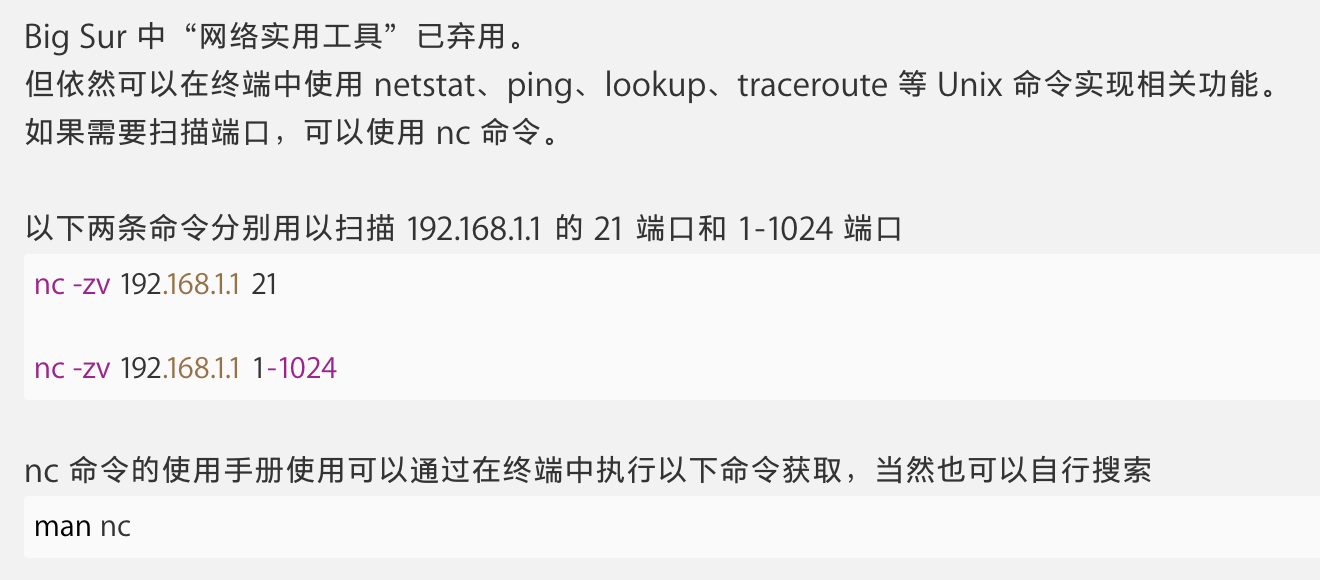 Big Sur 中“网络实用工具”已弃用。
但依然可以在终端中使用 netstat、ping、lookup、traceroute 等 Unix 命令实现相关功能。
如果需要扫描端口，可以使用 nc 命令。
以下两条命令分别用以扫描 192.168.1.1 的 21 端口和 1-1024 端口
nc -zv 192.168.1.1 21
nc -zv 192.168.1.1 1-1024
nc 命令的使用手册使用可以通过在终端中执行以下命令获取，当然也可以自行搜索
man nc